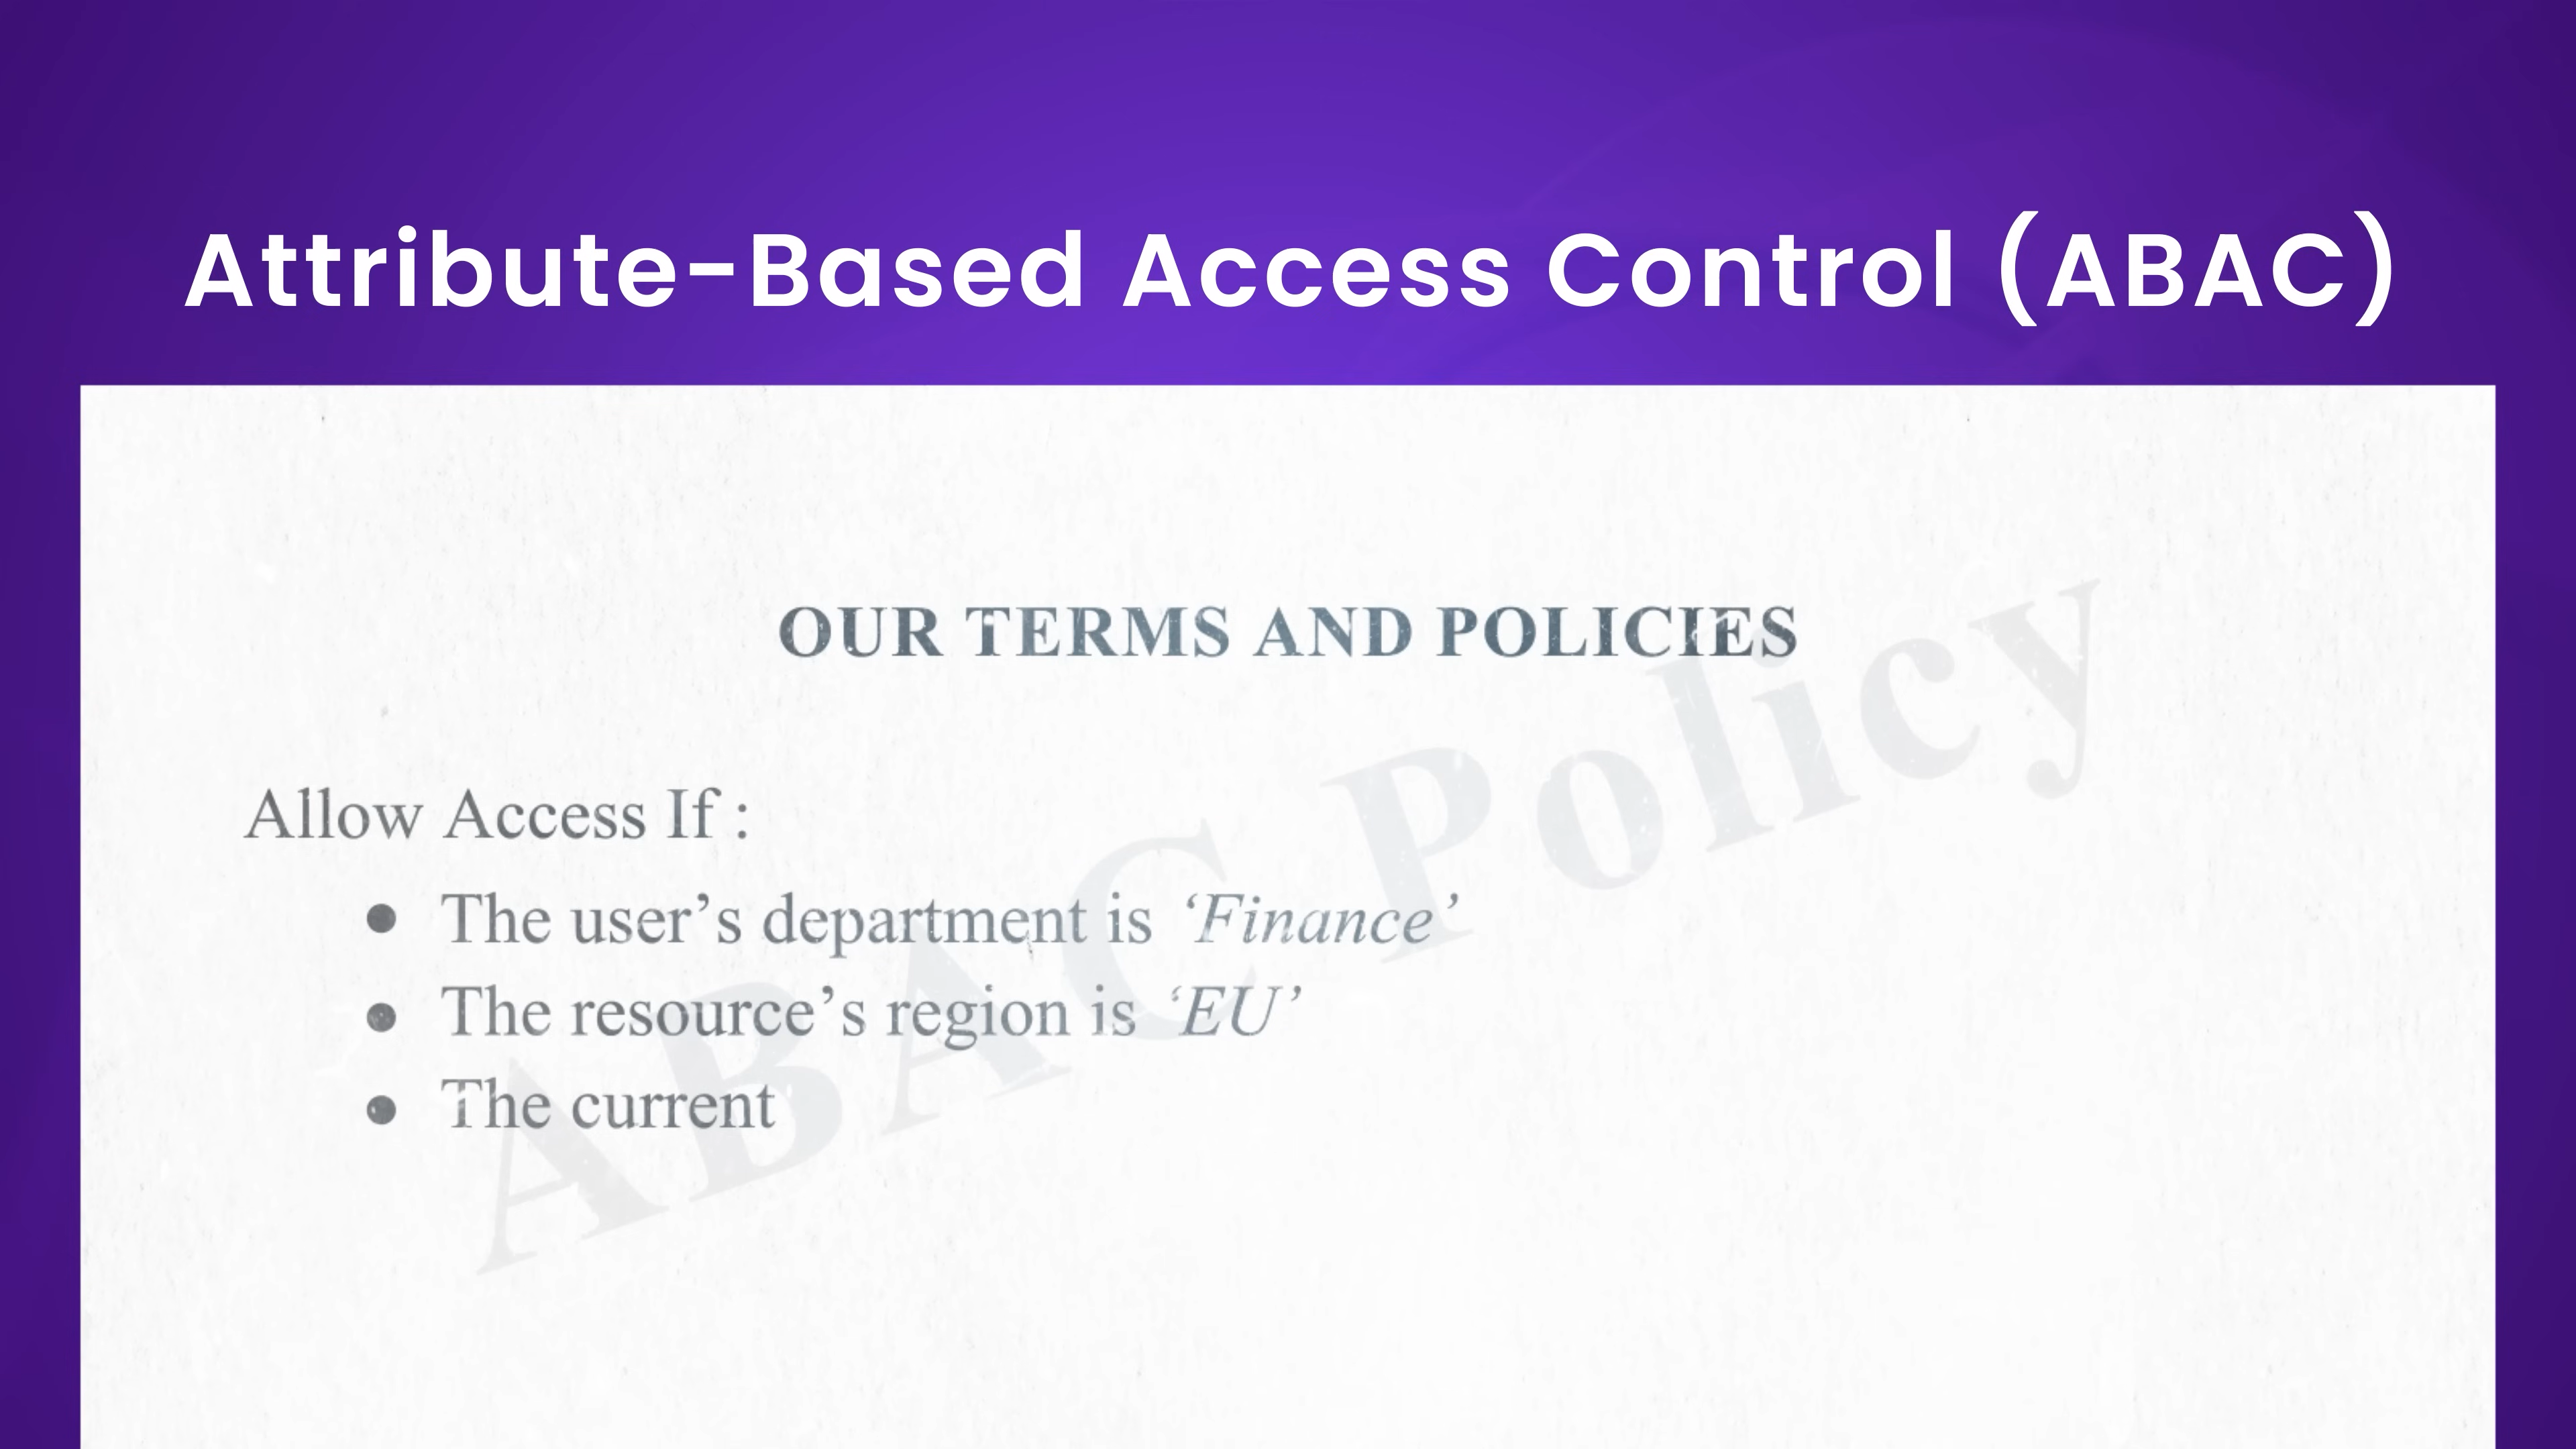 Attribute-Based Access Control (ABAC)
OUR TERMS AND POLICIES
Allow Access If :
● The user’s department is ‘Finance’
● The resource’s region is ‘EU’
● The current
ABAC Policy